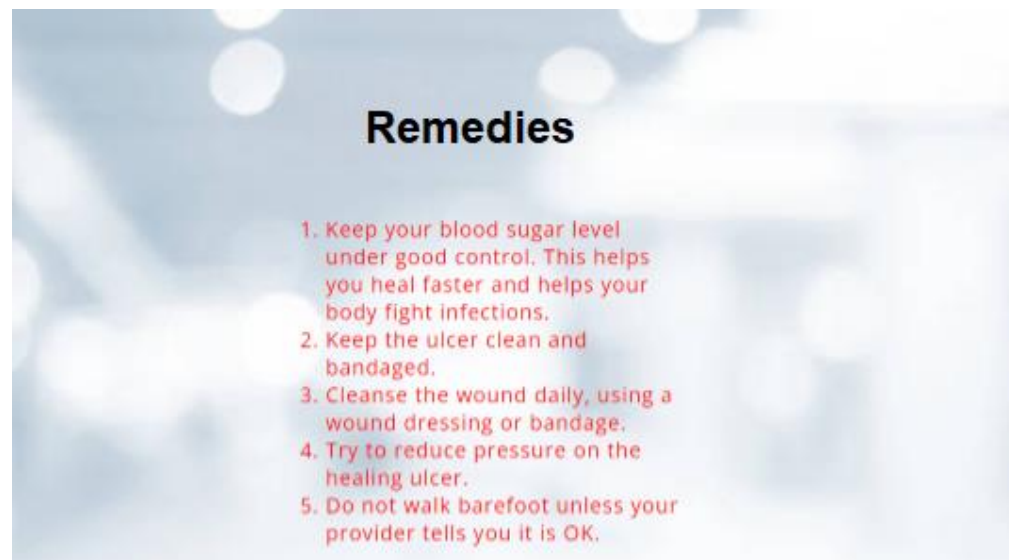 Remedies
1. Keep your blood sugar level
under good control. This helps
you heal faster and helps your
body fight infections.
2. Keep the ulcer clean and
bandaged.
3. Cleanse the wound daily, using a
wound dressing or bandage.
4. Try to reduce pressure on the
healing ulcer.
5. Do not walk barefoot unless your
provider tells you it is OK.